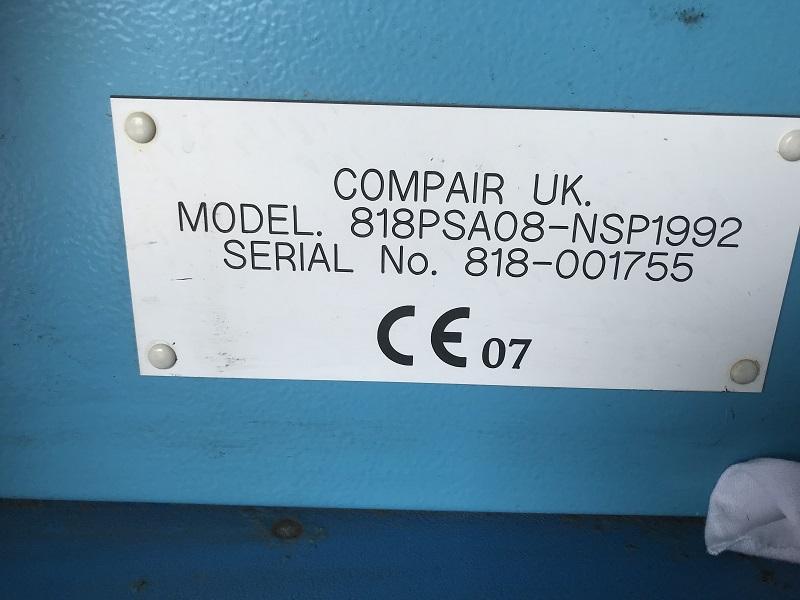 COMPAIR UK.
MODEL. 818PSA08-NSP1992
SERIAL No. 818-001755
CE 07